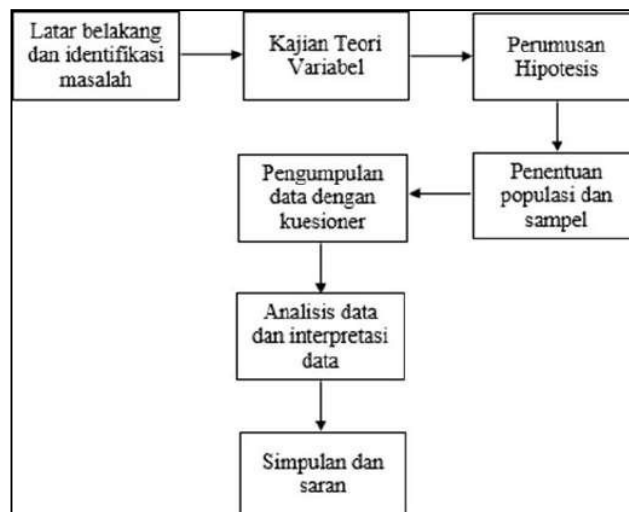 Latar belakang
dan identifikasi
masalah
Kajian Teori
Variabel
Perumusan
Hipotesis
Penentuan
populasi dan
sampel
Pengumpulan
data dengan
kuesioner
Analisis data
dan interpretasi
data
Simpulan dan
saran